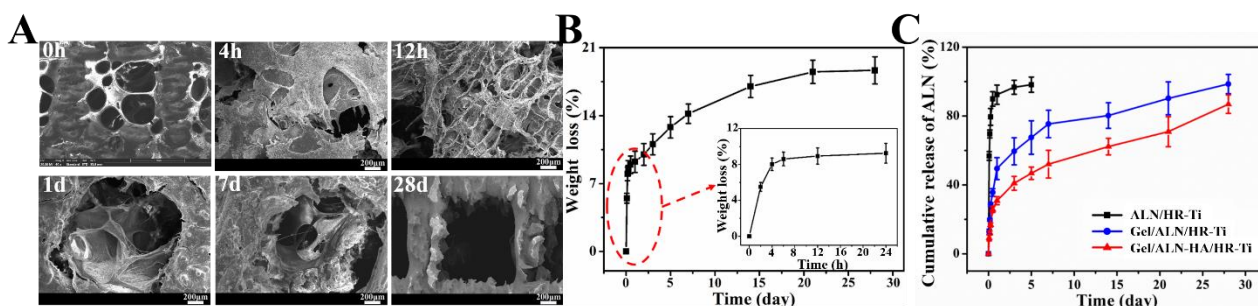 A
0h
4h
12h
200μm
200μm
1d
7d
28d
200μm
200μm
200μm
B
Weight loss (%)
21
14
7
0
0 5 10 15 20 25 30
Time (day)
Weight loss (%)
12
8
4
0
0 4 8 12 16 20 24
Time (h)
C
Cumulative release of ALN (%)
120
80
40
0
0 5 10 15 20 25 30
Time (day)
ALN/HR-Ti
Gel/ALN/HR-Ti
Gel/ALN-HA/HR-Ti